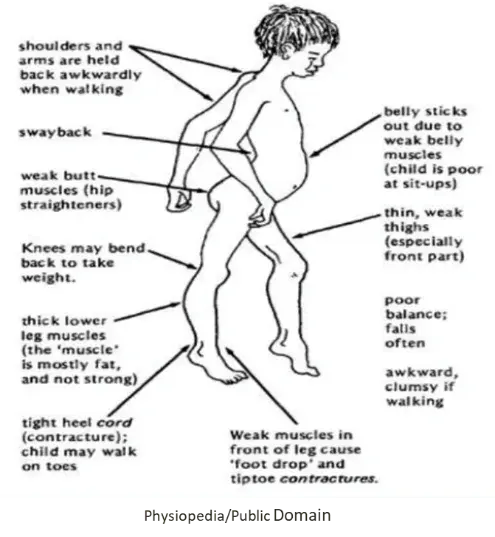 shoulders and
arms are held
back awkwardly
when walking
swayback
weak butt
muscles (hip
straighteners)
Knees may bend
back to take
weight.
thick lower
leg muscles
(the 'muscle'
is mostly fat,
and not strong)
tight heel cord
(contracture);
child may walk
on toes
belly sticks
out due to
weak belly
muscles
(child is poor
at sit-ups)
thin, weak
thighs
(especially
front part)
poor
balance;
falls
often
awkward,
clumsy if
walking
Weak muscles in
front of leg cause
'foot drop' and
tiptoe contractures.
Physiopedia/Public Domain